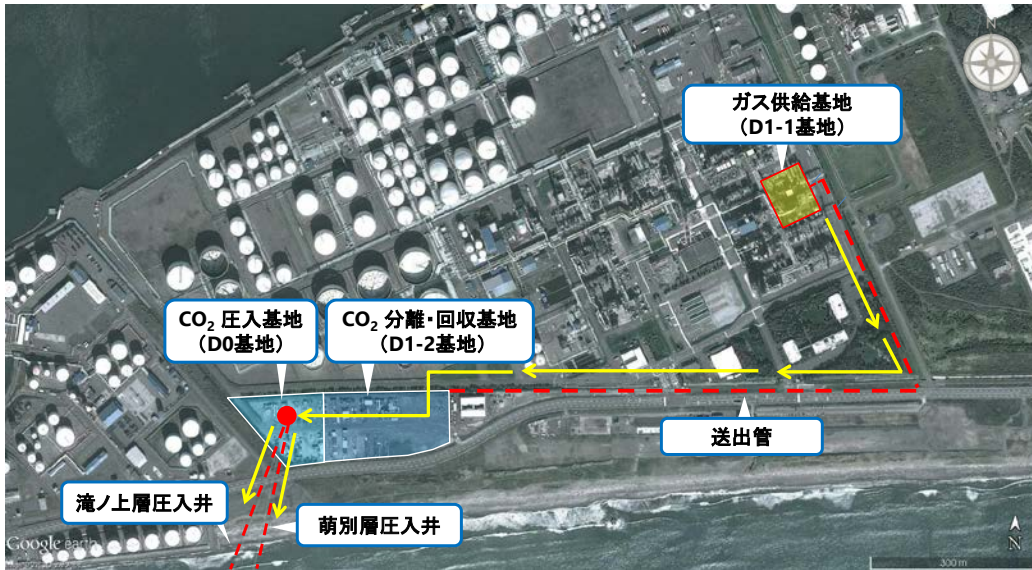 N
ガス供給基地
（D1-1基地）
CO₂ 圧入基地
（D0基地）
CO₂ 分離・回収基地
（D1-2基地）
送出管
滝ノ上層圧入井
萌別層圧入井
Google earth
N
300 m